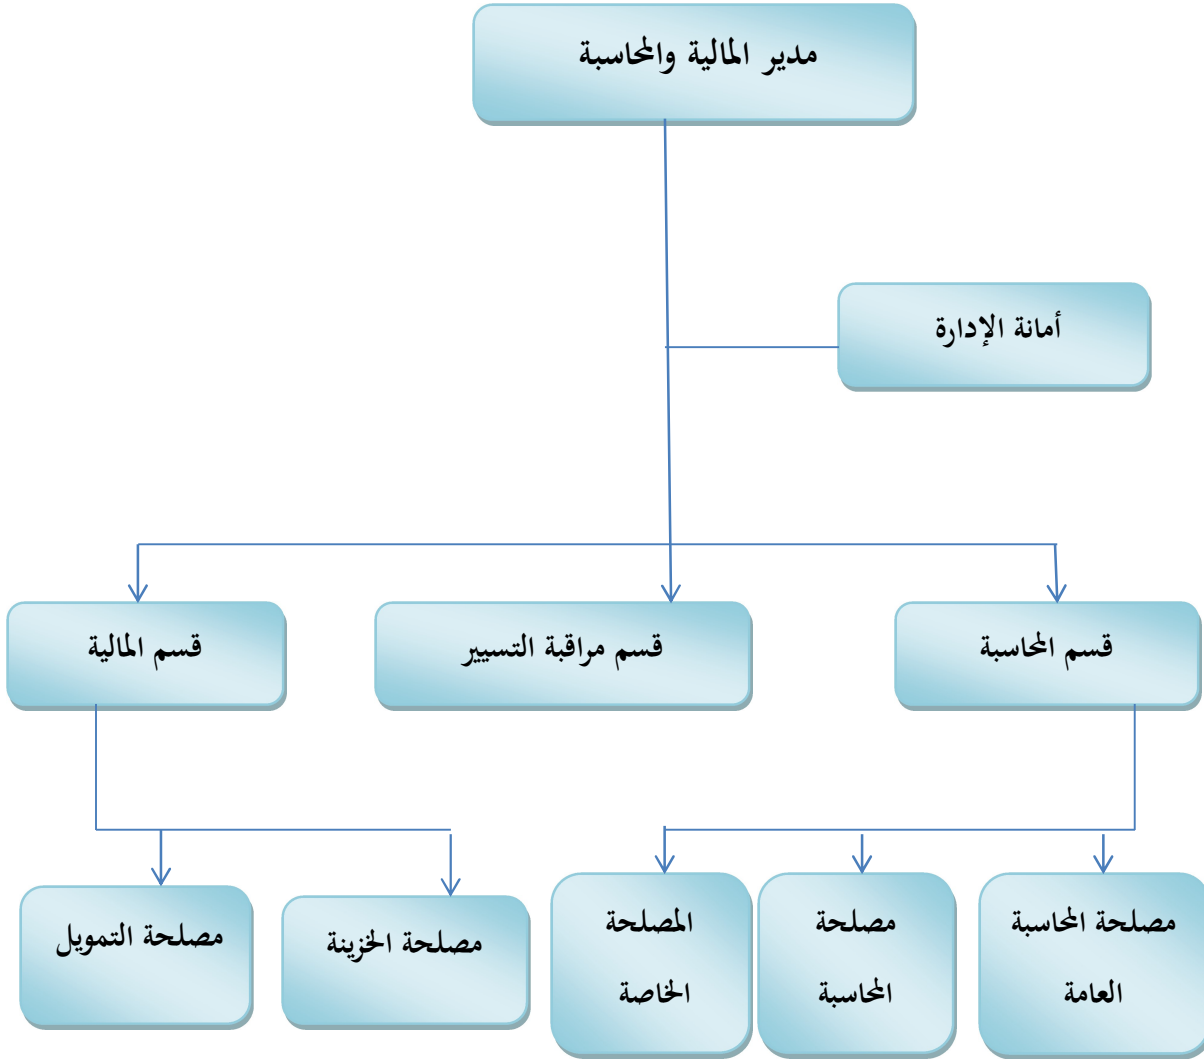 مدير المالية والمحاسبة
أمانة الإدارة
قسم المحاسبة
قسم مراقبة التسيير
قسم المالية
مصلحة المحاسبة
العامة
مصلحة
المحاسبة
المصلحة
الخاصة
مصلحة الخزينة
مصلحة التمويل